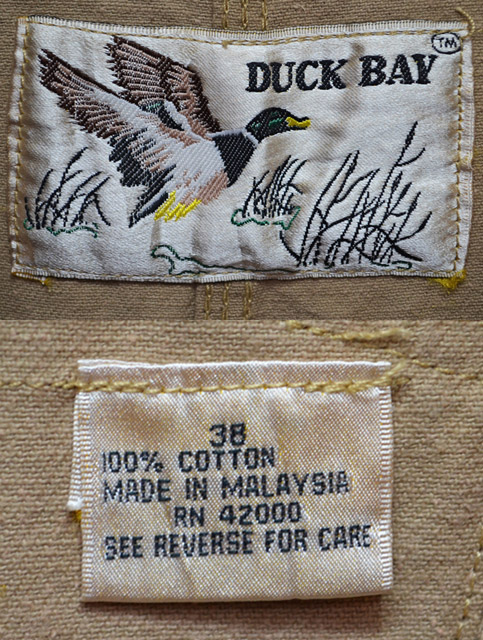 DUCK BAY TM
38
100% COTTON
MADE IN MALAYSIA
RN 42000
SEE REVERSE FOR CARE